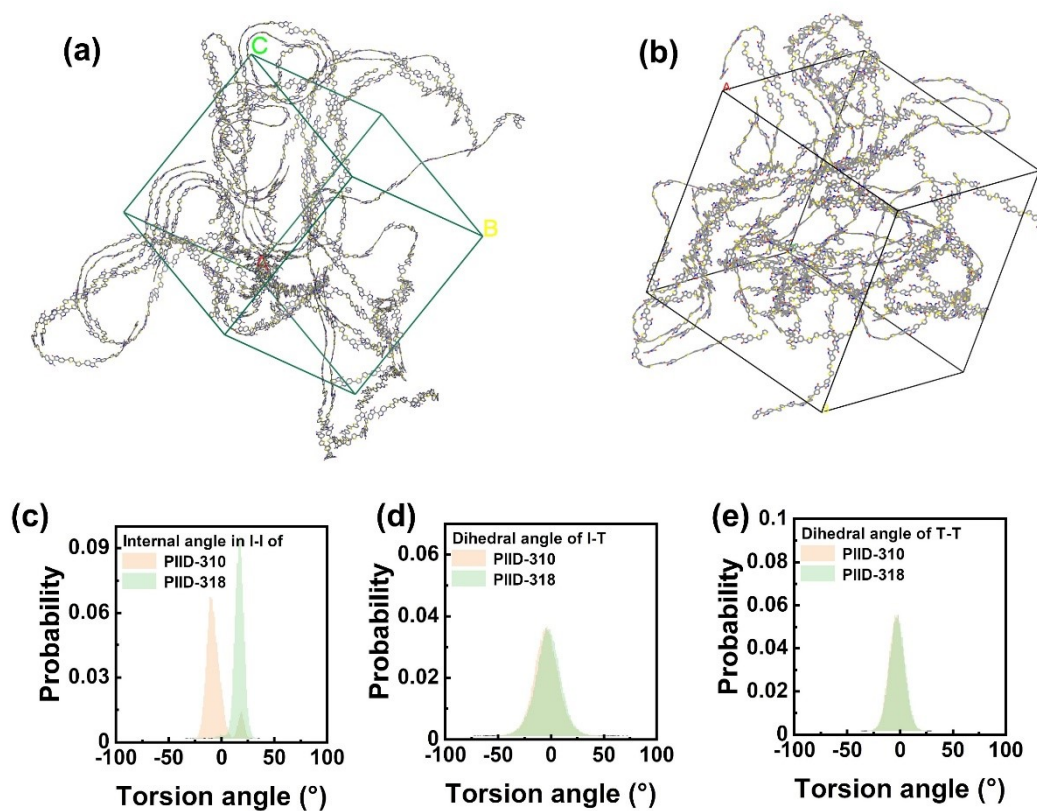 (a)
C
B
A
(b)
A
(c)
Internal angle in I-I of
PIID-310
PIID-318
0.09
0.06
0.03
0
-100
-50
0
50
100
Probability
Torsion angle (°)
(d)
Dihedral angle of I-T
PIID-310
PIID-318
0.06
0.04
0.02
0
-100
-50
0
50
100
Probability
Torsion angle (°)
(e)
Dihedral angle of T-T
PIID-310
PIID-318
0.1
0.08
0.06
0.04
0.02
0
-100
-50
0
50
100
Probability
Torsion angle (°)